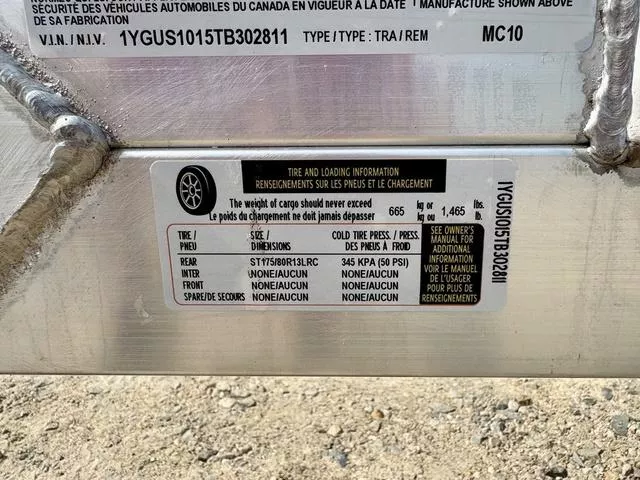 SÉCURITÉ DES VÉHICULES AUTOMOBILES DU CANADA EN VIGUEUR À LA DATE
DE SA FABRICATION
MANUFACTURE SHOWN ABOVE
V.I.N. / N.I.V. 1YGUS1015TB302811 TYPE / TYPE : TRA / REM MC10
TIRE AND LOADING INFORMATION
RENSEIGNEMENTS SUR LES PNEUS ET LE CHARGEMENT
The weight of cargo should never exceed
Le poids du chargement ne doit jamais dépasser
665 kg or 1,465 lbs.
kg ou lb.
TIRE / SIZE / COLD TIRE PRESS. / PRESS.
PNEU DIMENSIONS DES PNEUS À FROID
REAR ST175/80R13LRC 345 KPA (50 PSI)
INTER NONE/AUCUN NONE/AUCUN
FRONT NONE/AUCUN NONE/AUCUN
SPARE/DE SECOURS NONE/AUCUN NONE/AUCUN
SEE OWNER'S
MANUAL FOR
ADDITIONAL
INFORMATION
VOIR LE MANUEL
DE L'USAGER
POUR PLUS DE
RENSEIGNEMENTS
1YGUS1015TB302811